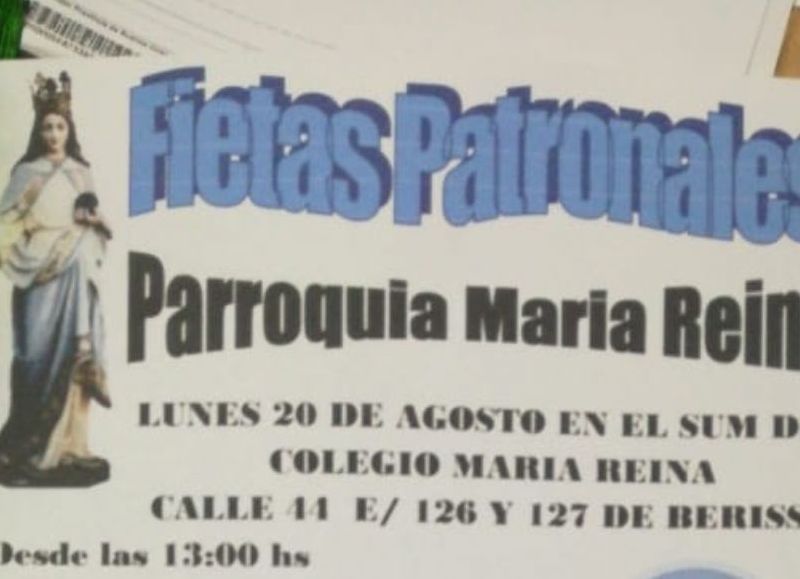 Fietas Patronales
Parroquia Maria Rein
LUNES 20 DE AGOSTO EN EL SUM D
COLEGIO MARIA REINA
CALLE 44 E/ 126 Y 127 DE BERISS
Desde las 13:00 hs